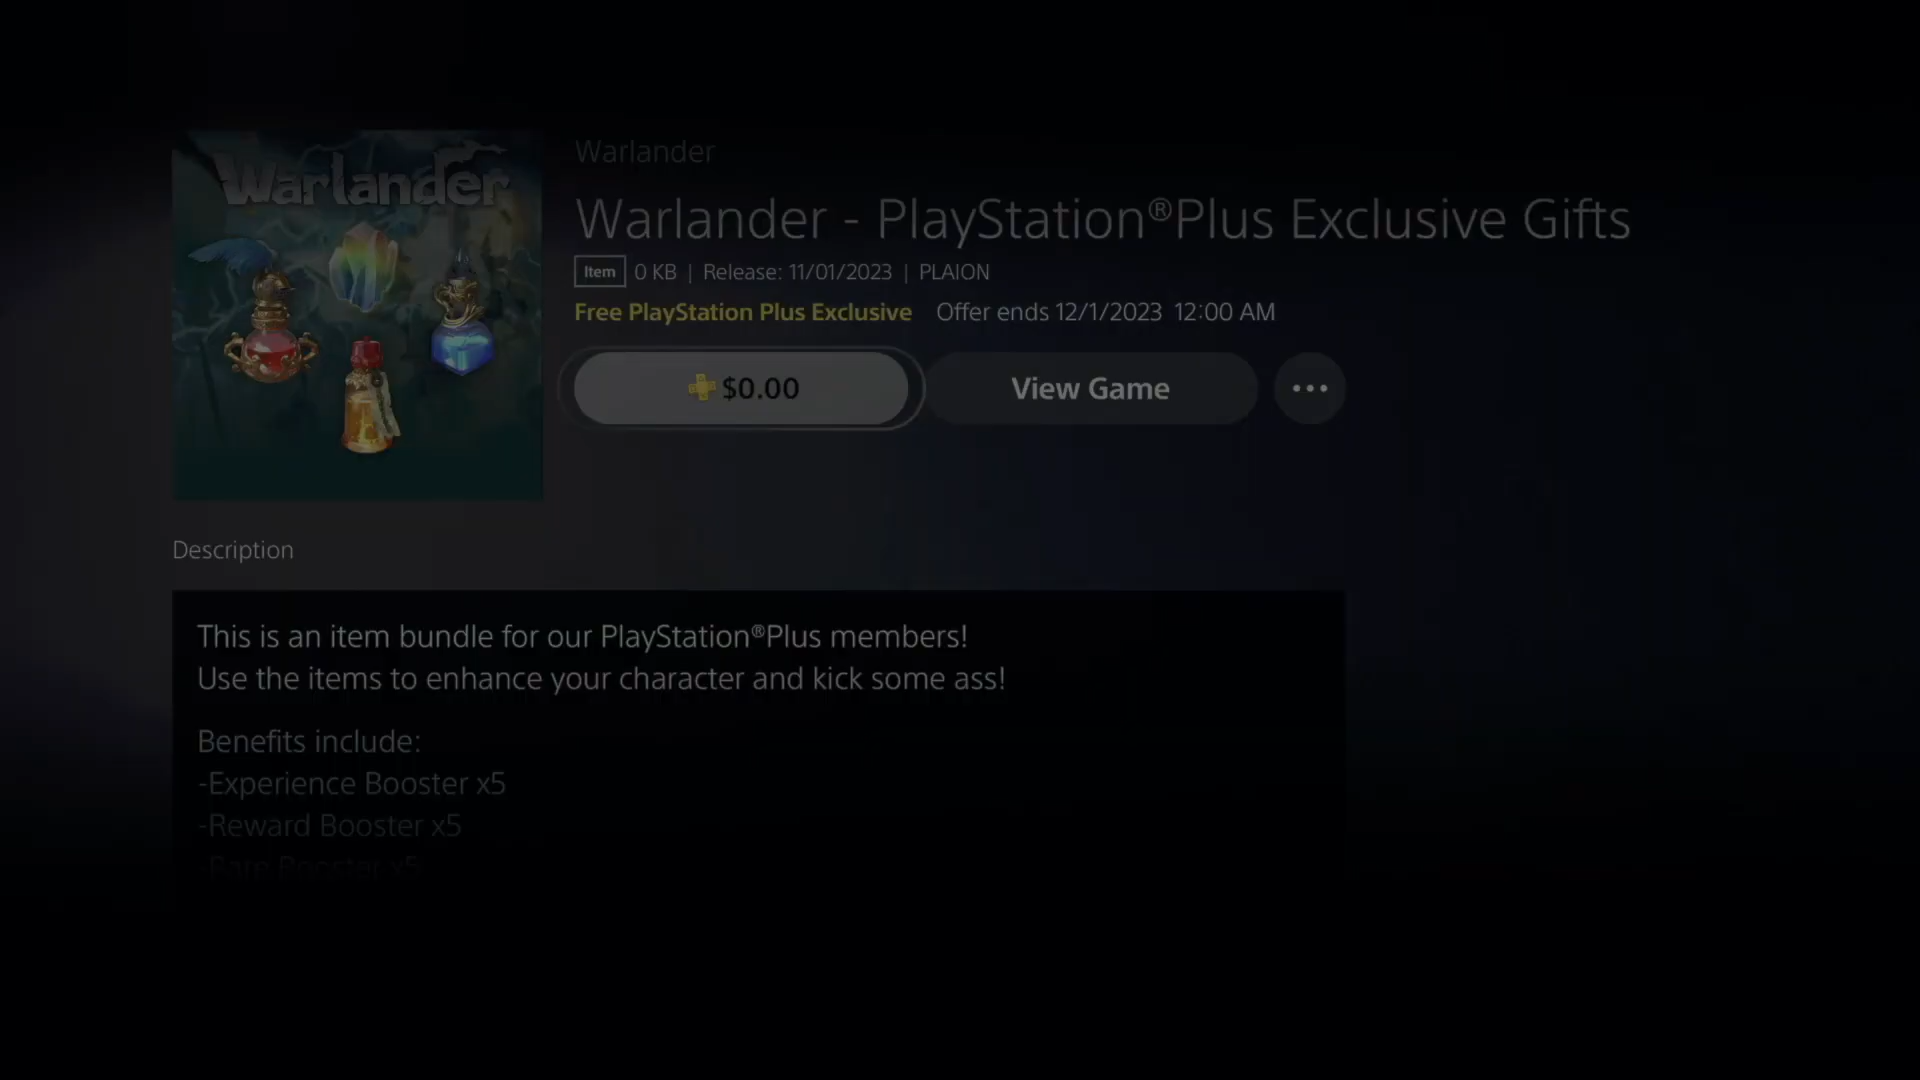 Warlander
Warlander
Warlander - PlayStation®Plus Exclusive Gifts
Item 0 KB | Release: 11/01/2023 | PLAION
Free PlayStation Plus Exclusive Offer ends 12/1/2023 12:00 AM
$0.00 View Game
Description
This is an item bundle for our PlayStation®Plus members!
Use the items to enhance your character and kick some ass!
Benefits include:
-Experience Booster x5
-Reward Booster x5
-Rare Booster x5